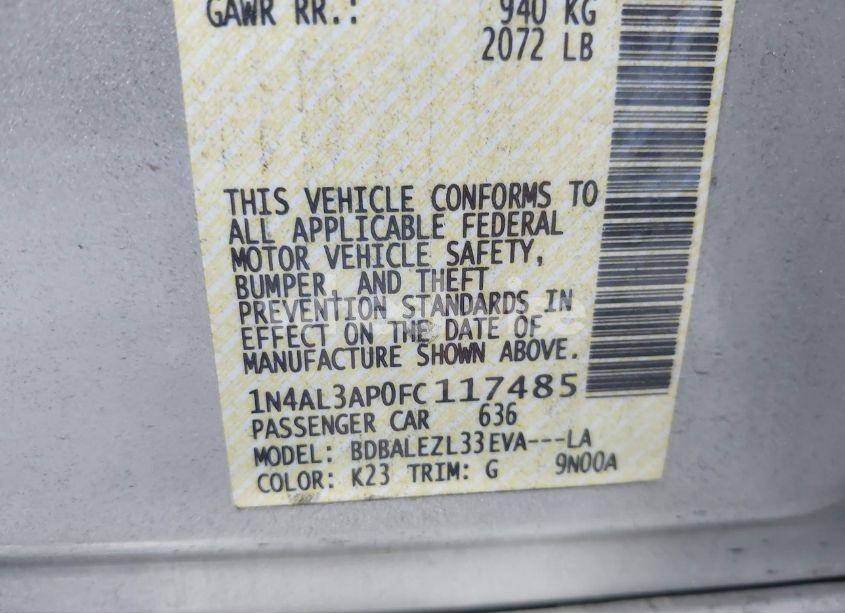 GAWR RR.: 940 KG
2072 LB
THIS VEHICLE CONFORMS TO
ALL APPLICABLE FEDERAL
MOTOR VEHICLE SAFETY,
BUMPER, AND THEFT
PREVENTION STANDARDS IN
EFFECT ON THE DATE OF
MANUFACTURE SHOWN ABOVE.
1N4AL3AP0FC117485
PASSENGER CAR 636
MODEL: BDBALEZL33EVA---LA
COLOR: K23 TRIM: G 9N00A